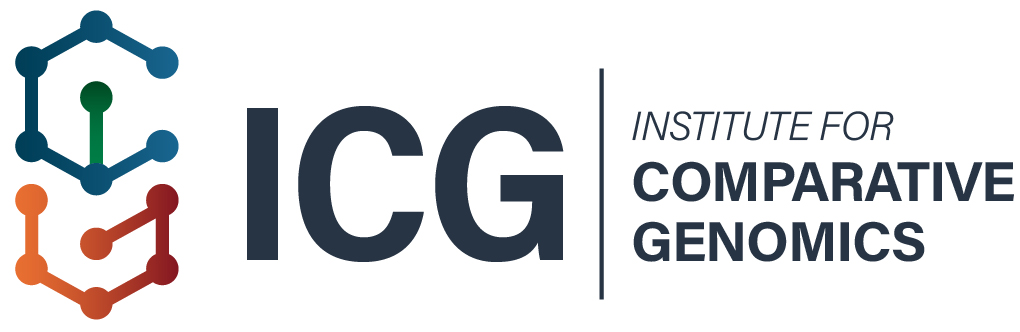 ICG
INSTITUTE FOR
COMPARATIVE
GENOMICS